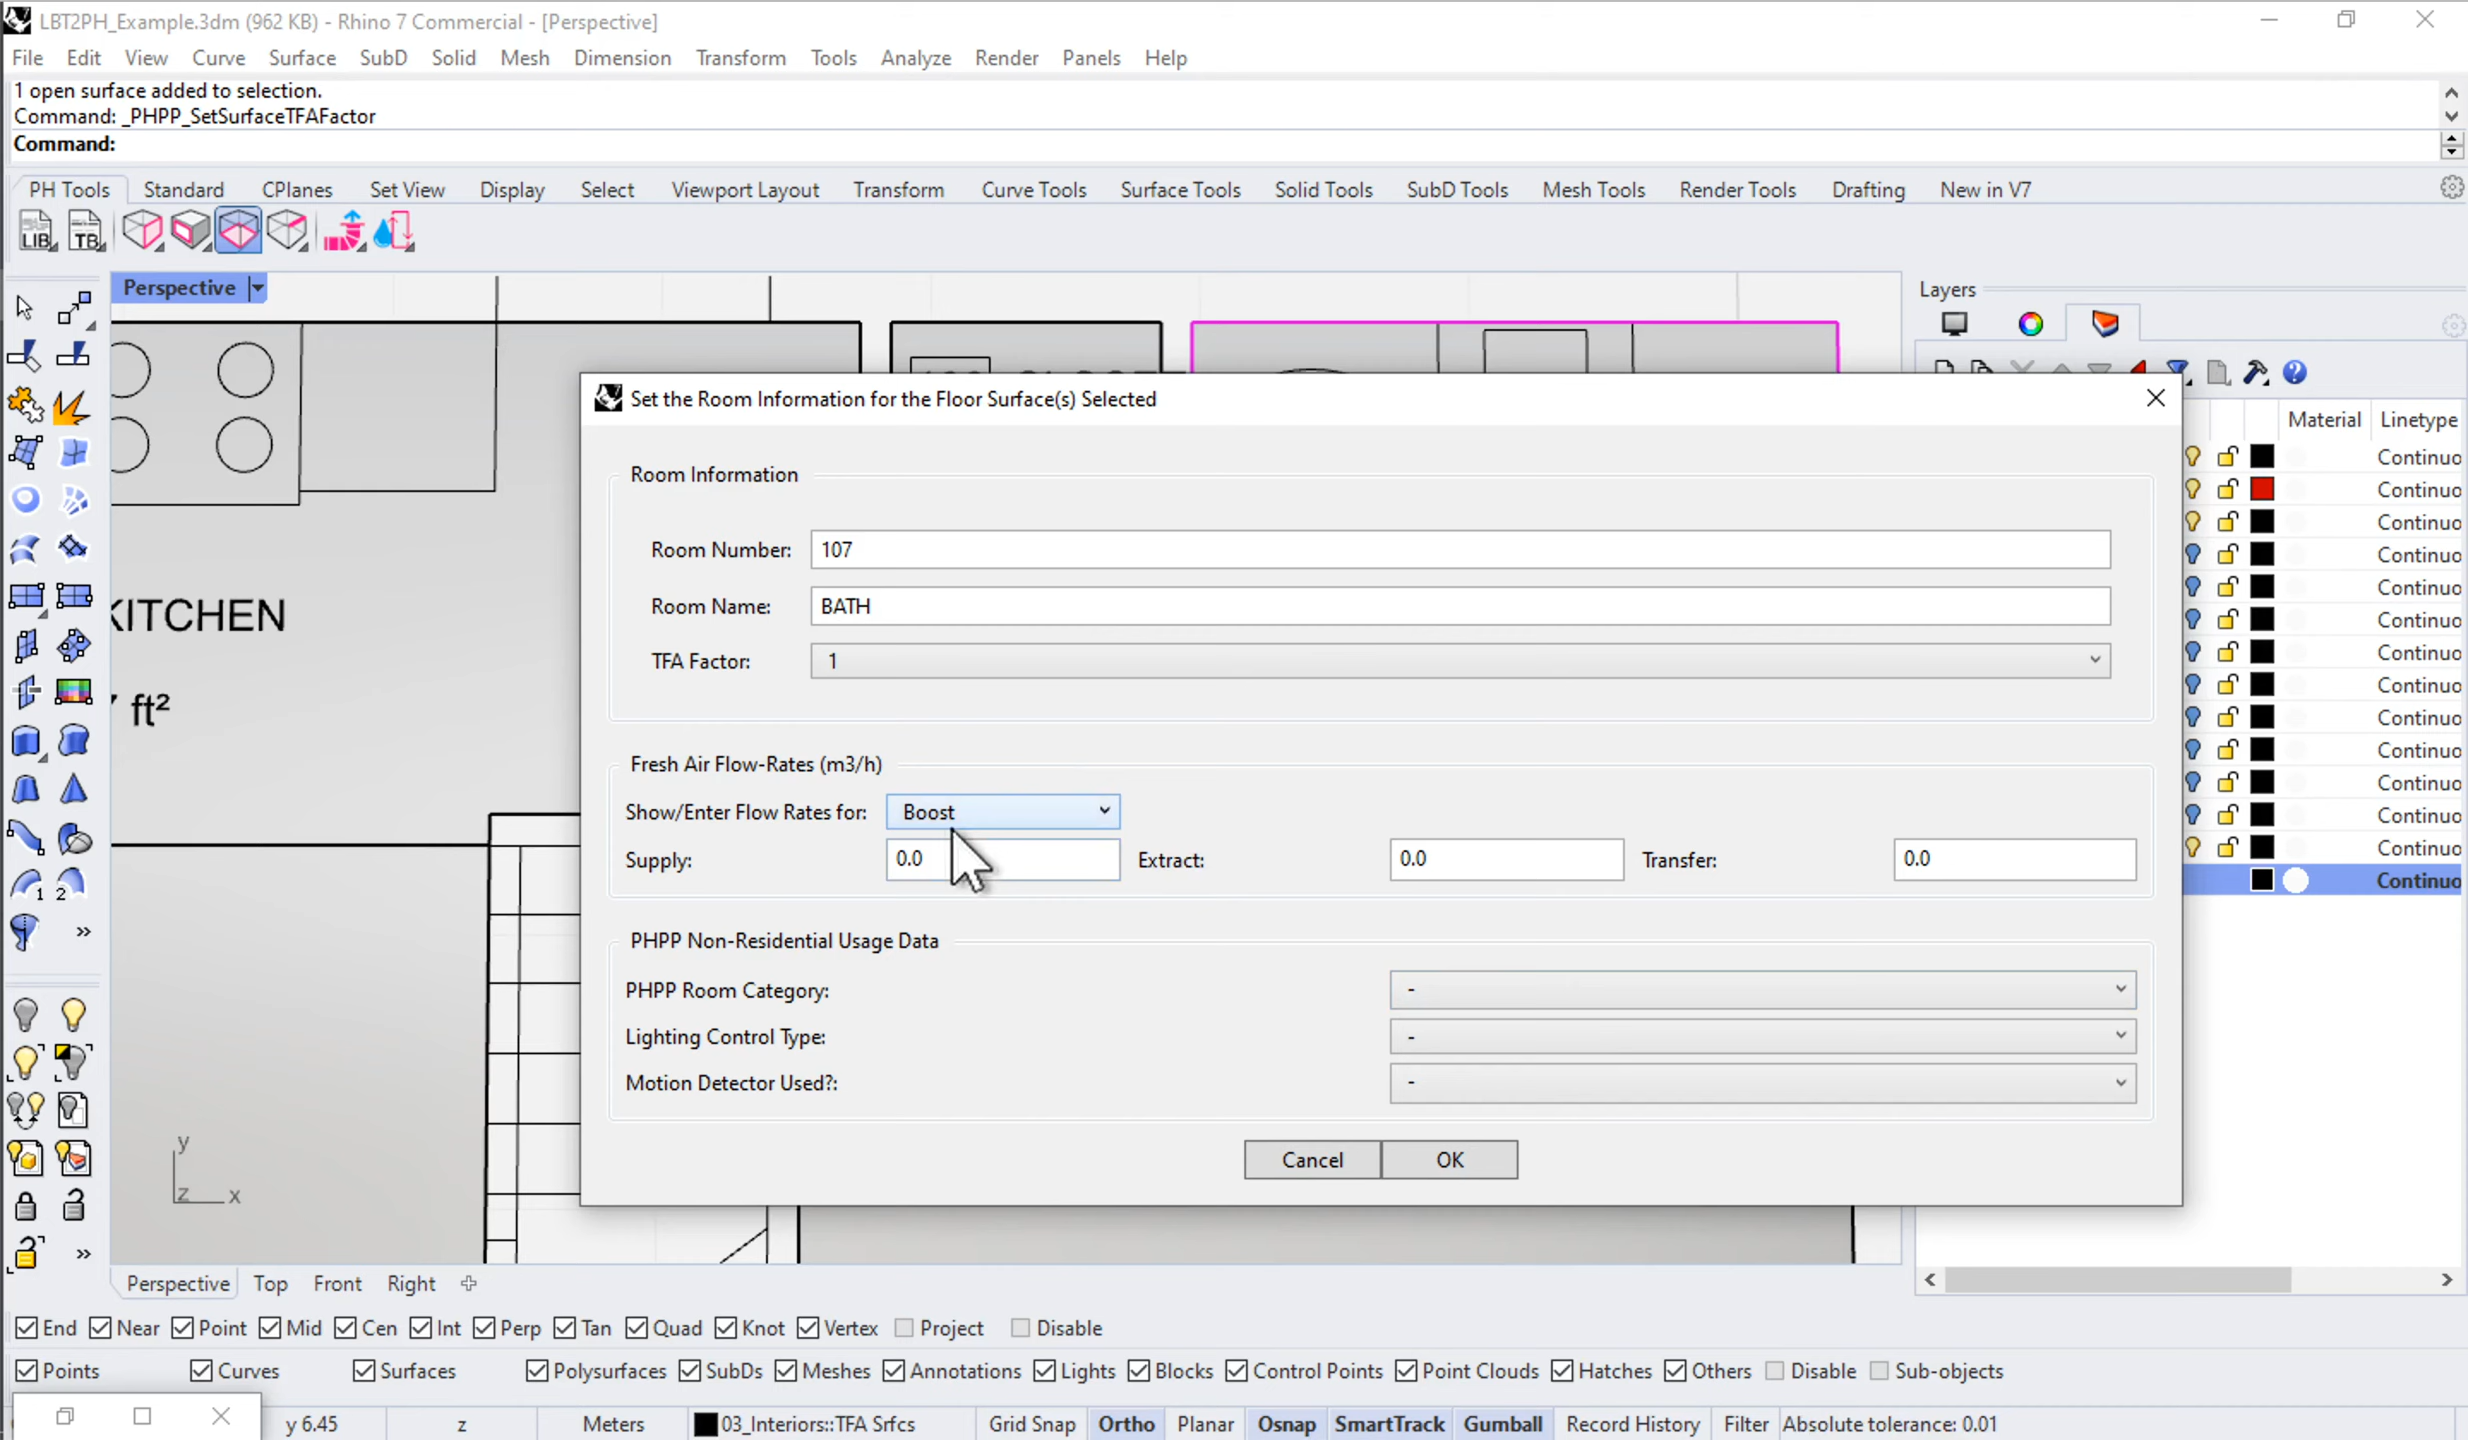 LBT2PH_Example.3dm (962 KB) - Rhino 7 Commercial - [Perspective]
File Edit View Curve Surface SubD Solid Mesh Dimension Transform Tools Analyze Render Panels Help
1 open surface added to selection.
Command: _PHPP_SetSurfaceTFAFactor
Command:
PH Tools Standard CPlanes Set View Display Select Viewport Layout Transform Curve Tools Surface Tools Solid Tools SubD Tools Mesh Tools Render Tools Drafting New in V7
LIB TB
Perspective
Layers
Set the Room Information for the Floor Surface(s) Selected
Material Linetype
Room Information
Continuo
Continuo
Room Number: 107
Continuo
Continuo
Room Name: BATH
Continuo
KITCHEN
Continuo
TFA Factor: 1
Continuo
Continuo
ft²
Continuo
Fresh Air Flow-Rates (m3/h)
Continuo
Continuo
Show/Enter Flow Rates for: Boost
Continuo
Supply: 0.0 Extract: 0.0 Transfer: 0.0
Continuo
Continuo
1 2
PHPP Non-Residential Usage Data
PHPP Room Category: -
Lighting Control Type: -
Motion Detector Used?: -
y
Cancel OK
z x
Perspective Top Front Right
End Near Point Mid Cen Int Perp Tan Quad Knot Vertex Project Disable
Points Curves Surfaces Polysurfaces SubDs Meshes Annotations Lights Blocks Control Points Point Clouds Hatches Others Disable Sub-objects
y 6.45 z Meters 03_Interiors::TFA Srfcs Grid Snap Ortho Planar Osnap SmartTrack Gumball Record History Filter Absolute tolerance: 0.01